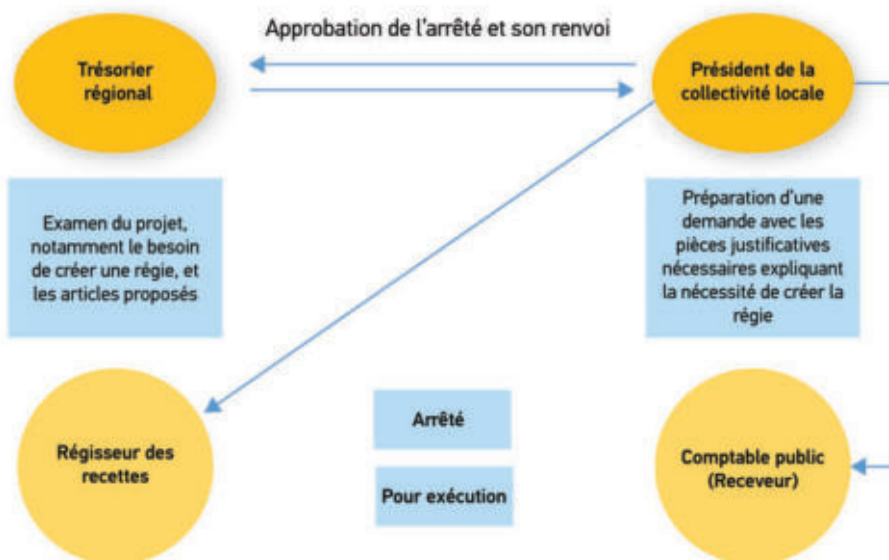 Approbation de l'arrêté et son renvoi
Trésorier
régional
Président de la
collectivité locale
Examen du projet,
notamment le besoin
de créer une régie, et
les articles proposés
Préparation d'une
demande avec les
pièces justificatives
nécessaires expliquant
la nécessité de créer la
régie
Régisseur des
recettes
Arrêté
Pour exécution
Comptable public
(Receveur)